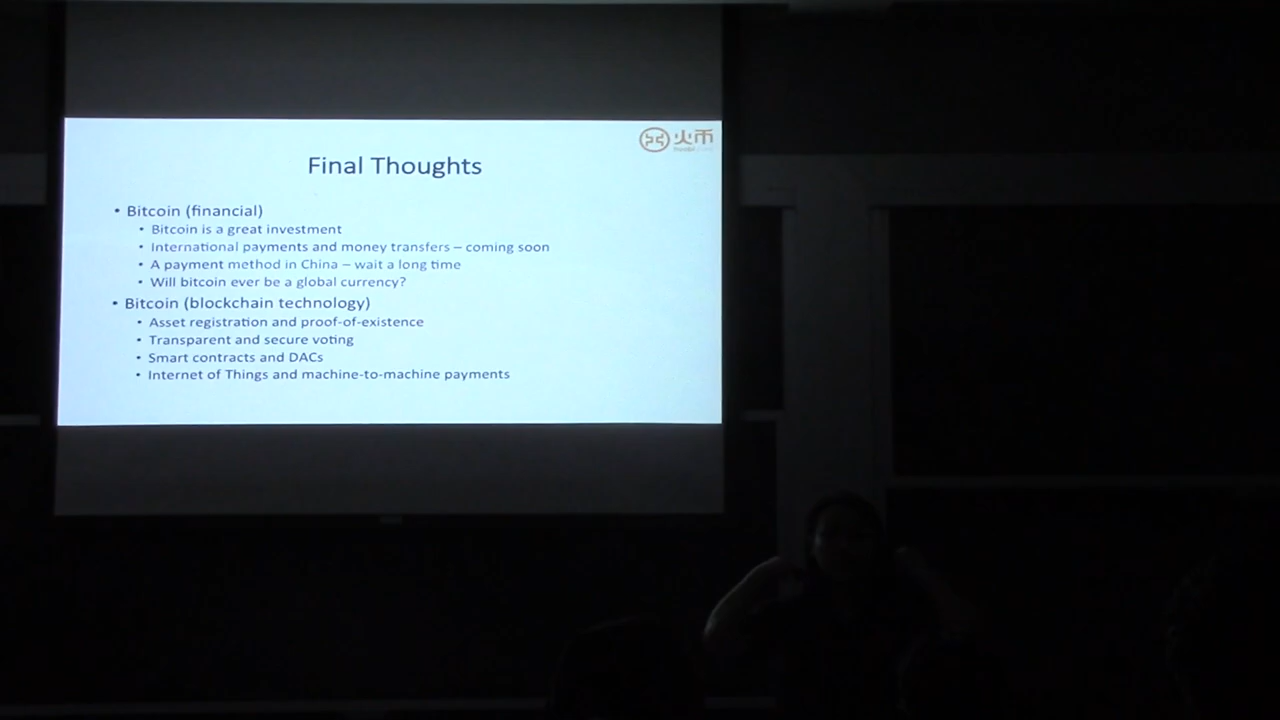 火币
Final Thoughts
• Bitcoin (financial)
• Bitcoin is a great investment
• International payments and money transfers – coming soon
• A payment method in China – wait a long time
• Will bitcoin ever be a global currency?
• Bitcoin (blockchain technology)
• Asset registration and proof-of-existence
• Transparent and secure voting
• Smart contracts and DACs
• Internet of Things and machine-to-machine payments